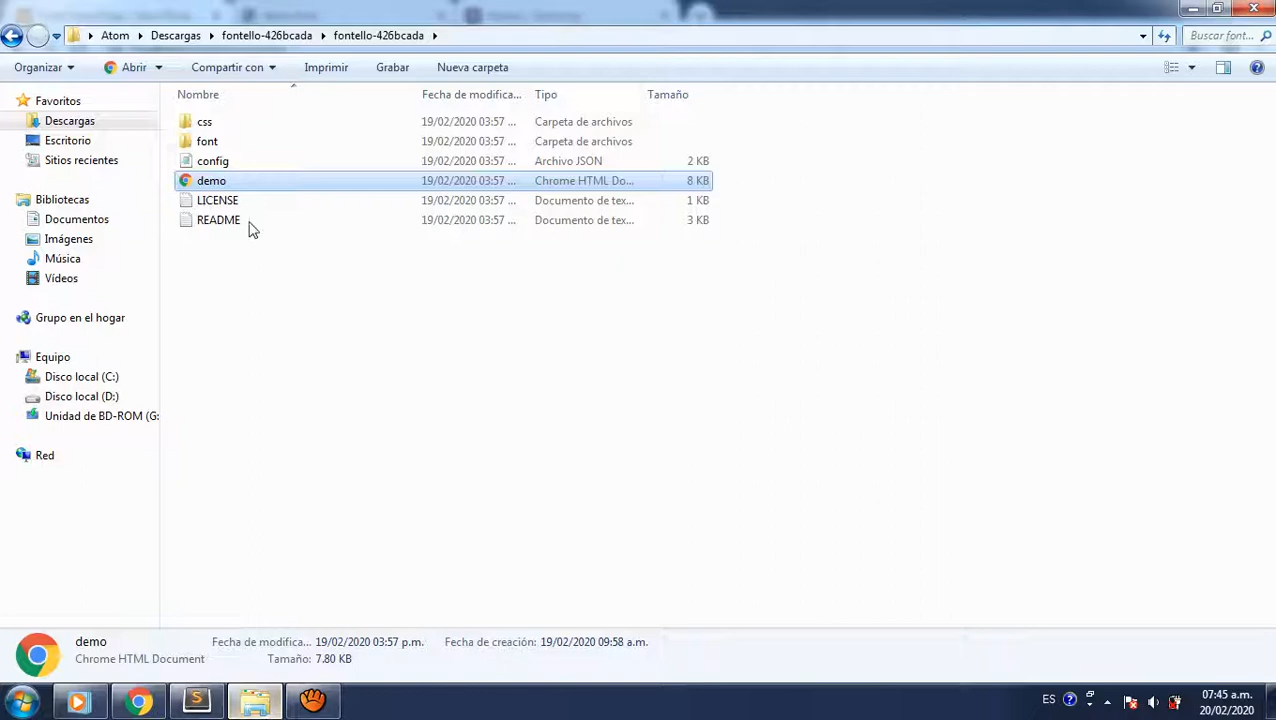 Atom Descargas fontello-426bcada fontello-426bcada Buscar font...
Organizar Abrir Compartir con Imprimir Grabar Nueva carpeta
Nombre Fecha de modifica... Tipo Tamaño
Favoritos
Descargas
Escritorio
Sitios recientes
Bibliotecas
Documentos
Imágenes
Música
Vídeos
Grupo en el hogar
Equipo
Disco local (C:)
Disco local (D:)
Unidad de BD-ROM (G:
Red
css 19/02/2020 03:57 ... Carpeta de archivos
font 19/02/2020 03:57 ... Carpeta de archivos
config 19/02/2020 03:57 ... Archivo JSON 2 KB
demo 19/02/2020 03:57 ... Chrome HTML Do... 8 KB
LICENSE 19/02/2020 03:57 ... Documento de tex... 1 KB
README 19/02/2020 03:57 ... Documento de tex... 3 KB
demo Fecha de modifica... 19/02/2020 03:57 p.m. Fecha de creación: 19/02/2020 09:58 a.m.
Chrome HTML Document Tamaño: 7.80 KB
ES 07:45 a.m.
20/02/2020